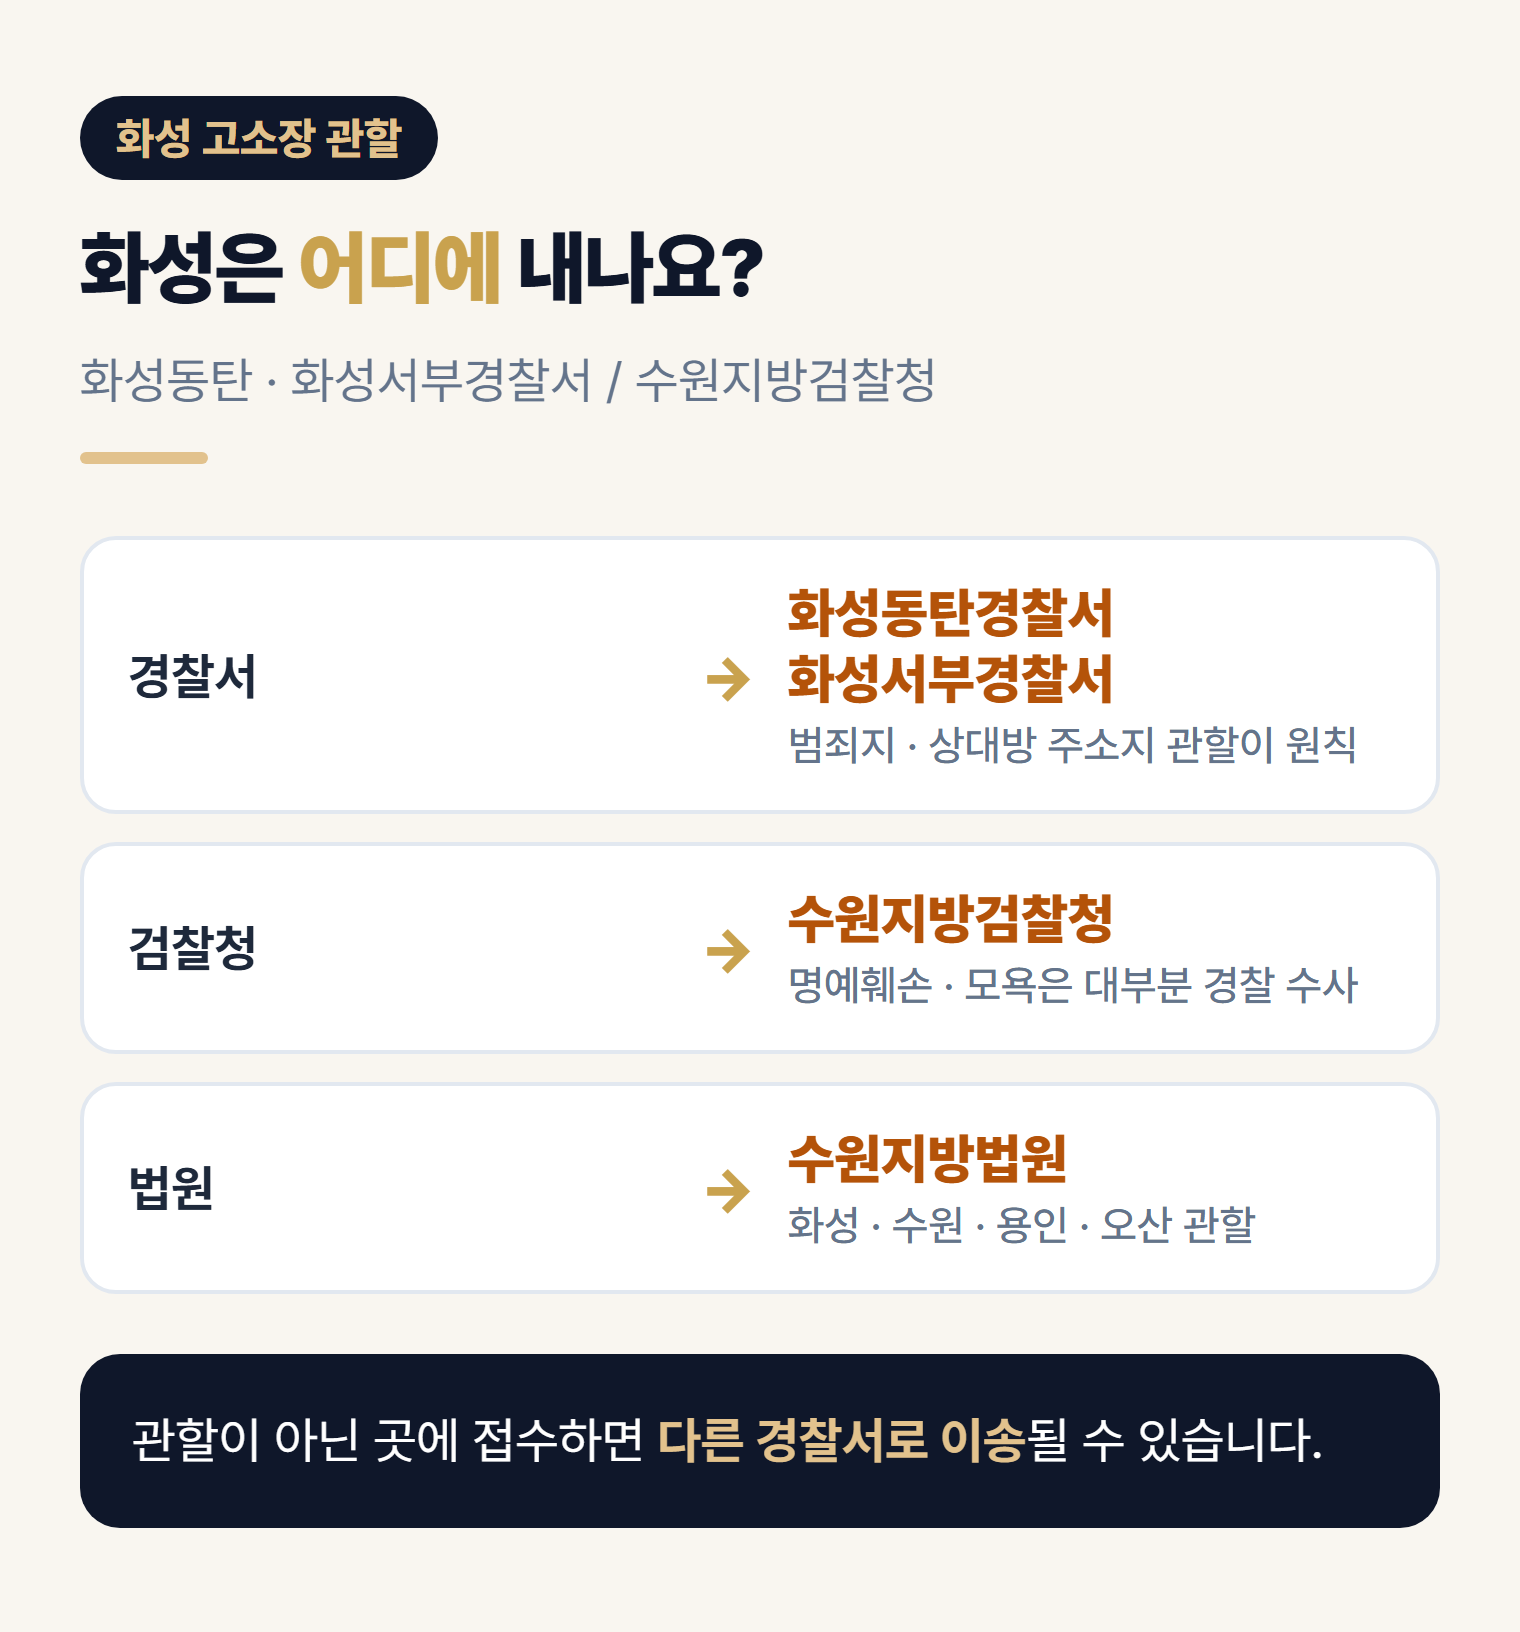 화성 고소장 관할
화성은 어디에 내나요?
화성동탄 · 화성서부경찰서 / 수원지방검찰청
경찰서
→
화성동탄경찰서
화성서부경찰서
범죄지 · 상대방 주소지 관할이 원칙
검찰청
→
수원지방검찰청
명예훼손 · 모욕은 대부분 경찰 수사
법원
→
수원지방법원
화성 · 수원 · 용인 · 오산 관할
관할이 아닌 곳에 접수하면 다른 경찰서로 이송될 수 있습니다.